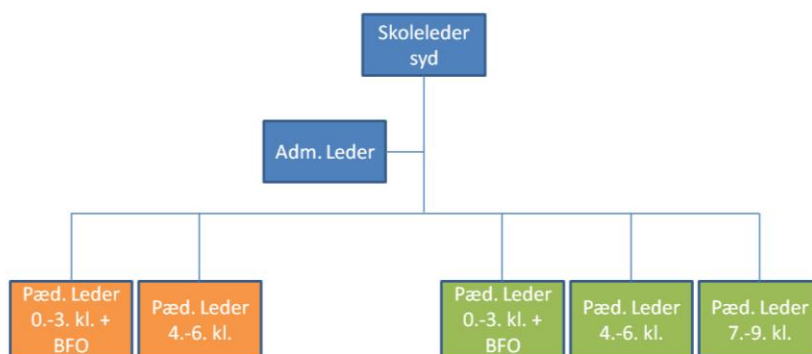 Skoleleder
syd
Adm. Leder
Pæd. Leder
0.-3. kl. +
BFO
Pæd. Leder
4.-6. kl.
Pæd. Leder
0.-3. kl. +
BFO
Pæd. Leder
4.-6. kl.
Pæd. Leder
7.-9. kl.